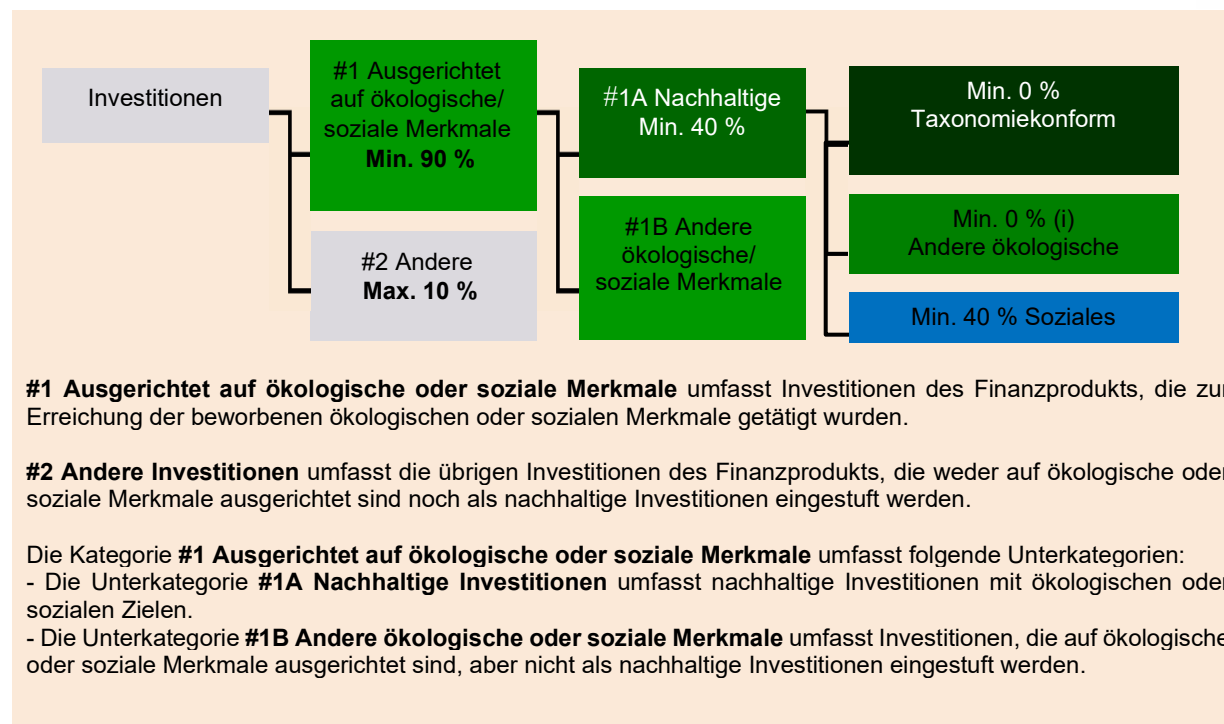 Investitionen
#1 Ausgerichtet
auf ökologische/
soziale Merkmale
Min. 90 %
#2 Andere
Max. 10 %
#1A Nachhaltige
Min. 40 %
#1B Andere
ökologische/
soziale Merkmale
Min. 0 %
Taxonomiekonform
Min. 0 % (i)
Andere ökologische
Min. 40 % Soziales
#1 Ausgerichtet auf ökologische oder soziale Merkmale umfasst Investitionen des Finanzprodukts, die zur
Erreichung der beworbenen ökologischen oder sozialen Merkmale getätigt wurden.
#2 Andere Investitionen umfasst die übrigen Investitionen des Finanzprodukts, die weder auf ökologische oder
soziale Merkmale ausgerichtet sind noch als nachhaltige Investitionen eingestuft werden.
Die Kategorie #1 Ausgerichtet auf ökologische oder soziale Merkmale umfasst folgende Unterkategorien:
- Die Unterkategorie #1A Nachhaltige Investitionen umfasst nachhaltige Investitionen mit ökologischen oder
sozialen Zielen.
- Die Unterkategorie #1B Andere ökologische oder soziale Merkmale umfasst Investitionen, die auf ökologische
oder soziale Merkmale ausgerichtet sind, aber nicht als nachhaltige Investitionen eingestuft werden.